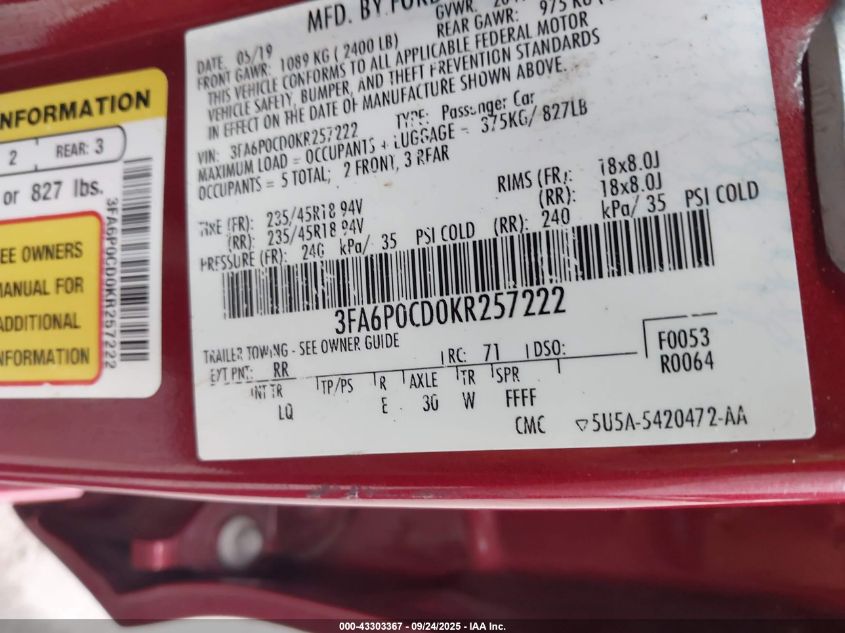 INFORMATION
2 REAR: 3
or 827 lbs.
SEE OWNERS
MANUAL FOR
ADDITIONAL
INFORMATION
3FA6P0CD0KR257222
MFD. BY FORD
GVWR:
DATE: 05/19
REAR GAWR: 975 KG
FRONT GAWR: 1089 KG ( 2400 LB)
THIS VEHICLE CONFORMS TO ALL APPLICABLE FEDERAL MOTOR
VEHICLE SAFETY, BUMPER, AND THEFT PREVENTION STANDARDS
IN EFFECT ON THE DATE OF MANUFACTURE SHOWN ABOVE.
VIN: 3FA6P0CD0KR257222 TYPE: Passenger Car
MAXIMUM LOAD = OCCUPANTS + LUGGAGE = 375KG/ 827LB
OCCUPANTS = 5 TOTAL; 2 FRONT, 3 REAR
TIRE (FR): 235/45R18 94V RIMS (FR): 18x8.0J
(RR): 235/45R18 94V (RR): 18x8.0J
PRESSURE (FR): 240 kPa/ 35 PSI COLD (RR): 240 kPa/ 35 PSI COLD
3FA6P0CD0KR257222
TRAILER TOWING - SEE OWNER GUIDE
EXT PNT: RR RC: 71 DSO: F0053
R0064
INT TR TP/PS R AXLE TR SPR
LQ E 30 W FFFF
CMC ▽5U5A-5420472-AA
000-43303367 - 09/24/2025 - IAA Inc.